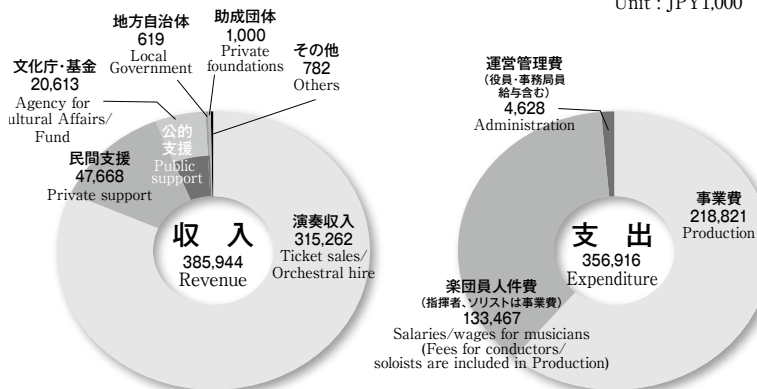 Unit : JPY1,000
地方自治体
619
Local
Government
助成団体
1,000
Private
foundations
その他
782
Others
文化庁・基金
20,613
Agency for
ultural Affairs/
Fund
公的
支援
Public
support
民間支援
47,668
Private support
収 入
385,944
Revenue
演奏収入
315,262
Ticket sales/
Orchestral hire
運営管理費
(役員・事務局員
給与含む)
4,628
Administration
事業費
218,821
Production
支 出
356,916
Expenditure
楽団員人件費
(指揮者、ソリストは事業費)
133,467
Salaries/wages for musicians
(Fees for conductors/
soloists are included in Production)